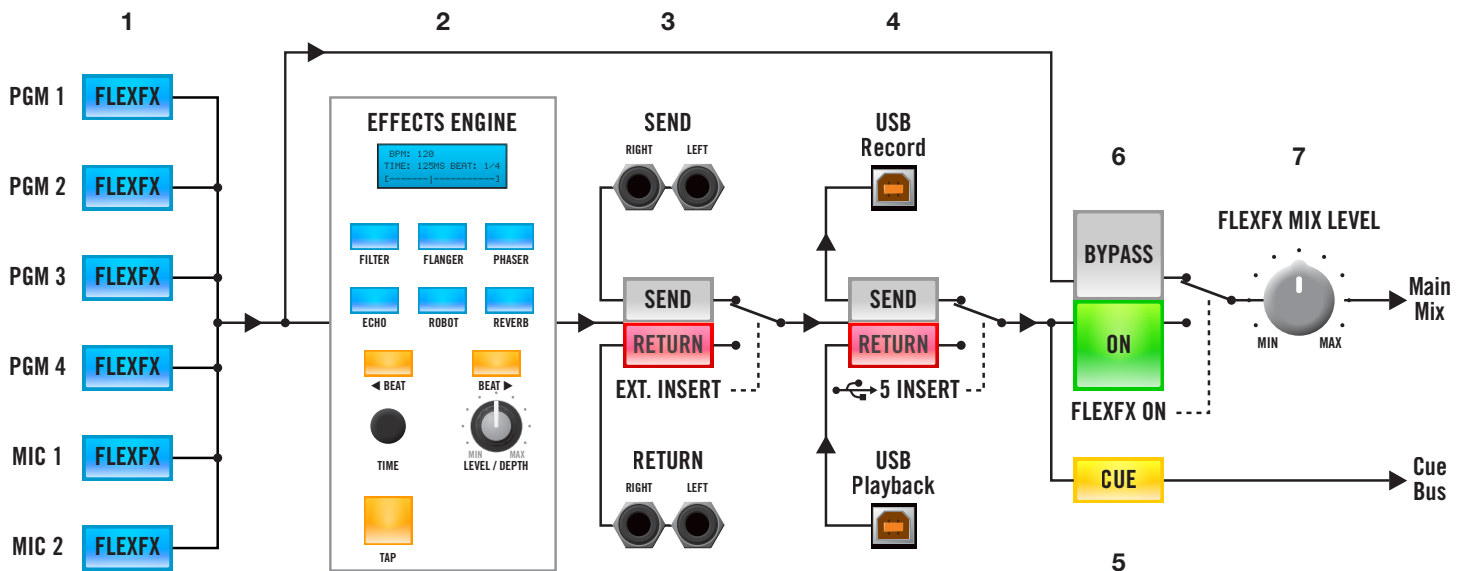 1
2
3
4
6
7
5
PGM 1 FLEXFX
PGM 2 FLEXFX
PGM 3 FLEXFX
PGM 4 FLEXFX
MIC 1 FLEXFX
MIC 2 FLEXFX
EFFECTS ENGINE
BPM: 120
TIME: 125MS BEAT: 1/4
[-------|-----------]
FILTER FLANGER PHASER
ECHO ROBOT REVERB
◀ BEAT BEAT ▶
TIME
MIN MAX
LEVEL / DEPTH
TAP
SEND
RIGHT LEFT
SEND
RETURN
EXT. INSERT
RETURN
RIGHT LEFT
USB
Record
SEND
RETURN
5 INSERT
USB
Playback
BYPASS
ON
FLEXFX ON
CUE
FLEXFX MIX LEVEL
MIN MAX
Main
Mix
Cue
Bus